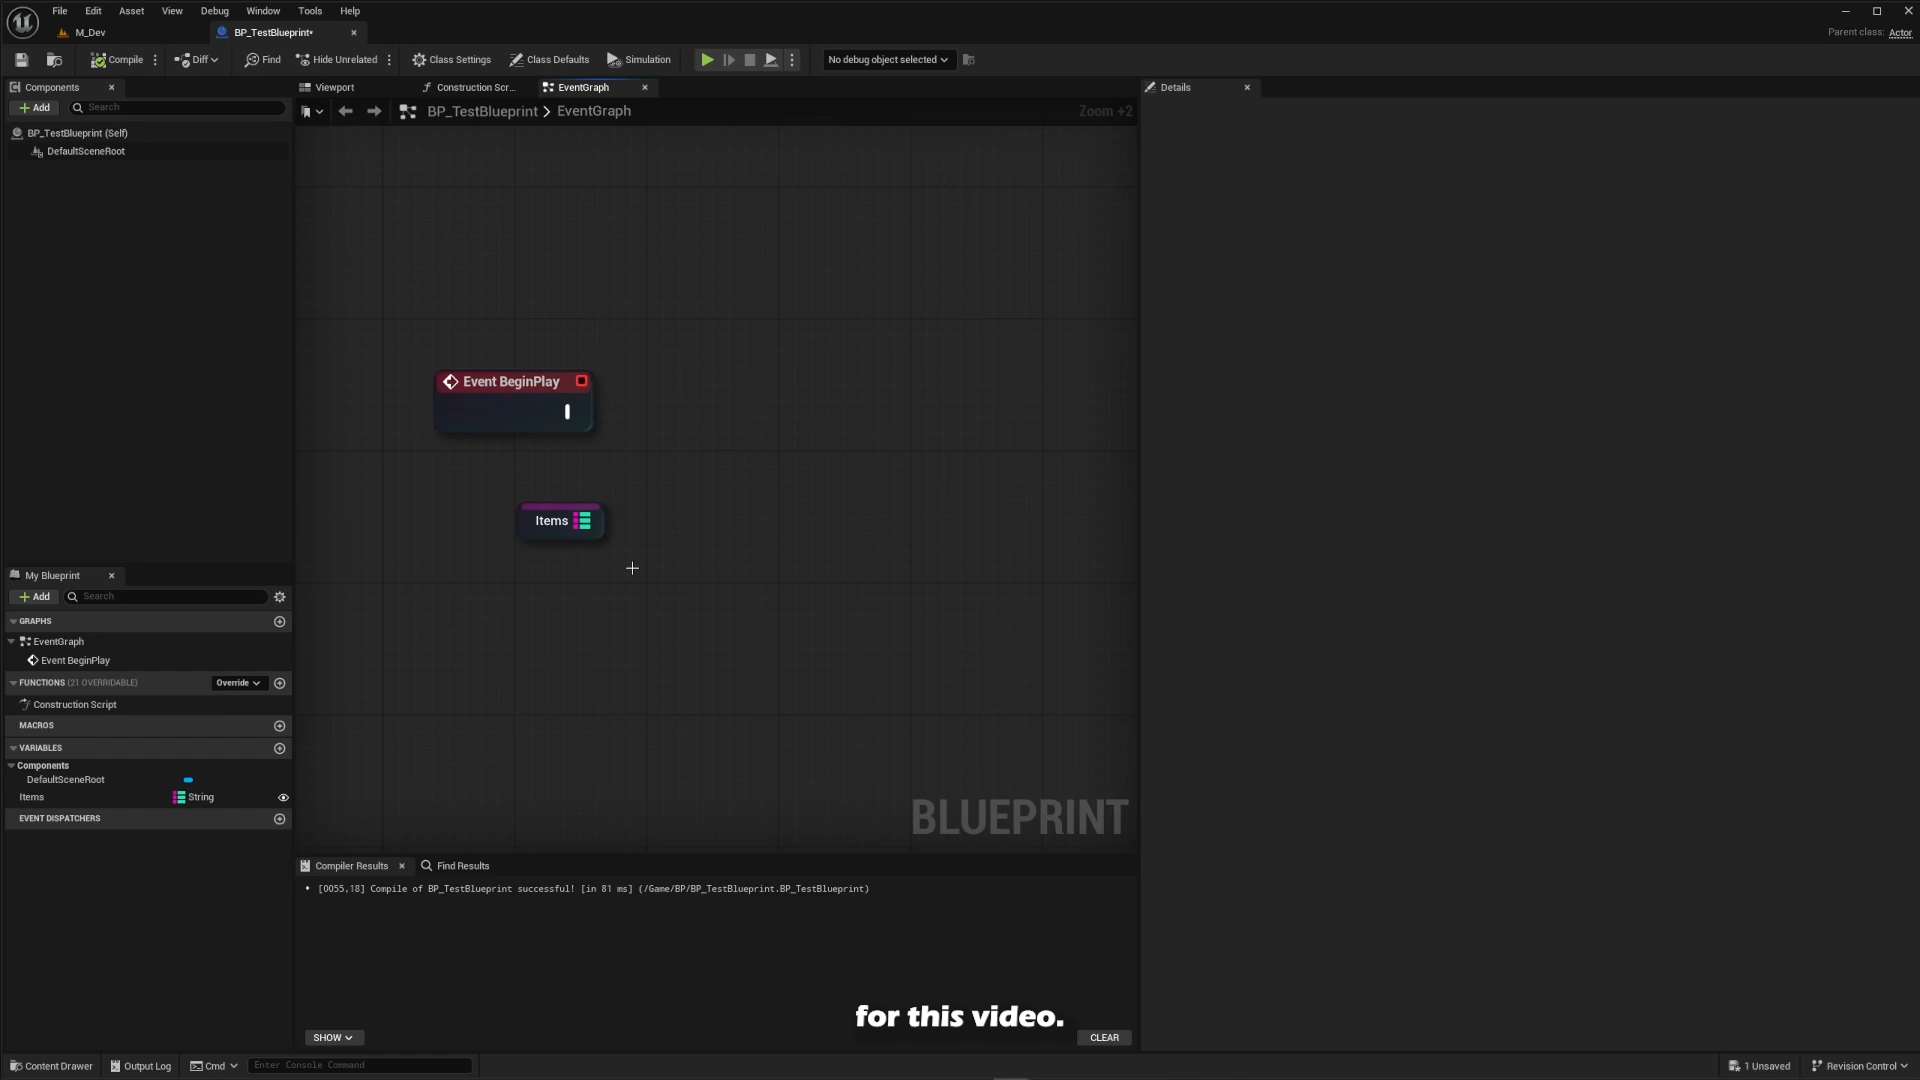 File Edit Asset View Debug Window Tools Help
M_Dev
BP_TestBlueprint•
Parent class: Actor
Compile
Diff
Find
Hide Unrelated
Class Settings
Class Defaults
Simulation
No debug object selected
Components
Viewport
Construction Scr...
EventGraph
Details
+ Add
Search
BP_TestBlueprint > EventGraph
Zoom +2
BP_TestBlueprint (Self)
DefaultSceneRoot
Event BeginPlay
Items
My Blueprint
+ Add
Search
GRAPHS
EventGraph
Event BeginPlay
FUNCTIONS (21 OVERRIDABLE)
Override
Construction Script
MACROS
VARIABLES
Components
DefaultSceneRoot
Items
String
EVENT DISPATCHERS
BLUEPRINT
Compiler Results
Find Results
• [0055,18] Compile of BP_TestBlueprint successful! [in 81 ms] (/Game/BP/BP_TestBlueprint.BP_TestBlueprint)
for this video.
SHOW
CLEAR
Content Drawer
Output Log
Cmd
Enter Console Command
1 Unsaved
Revision Control